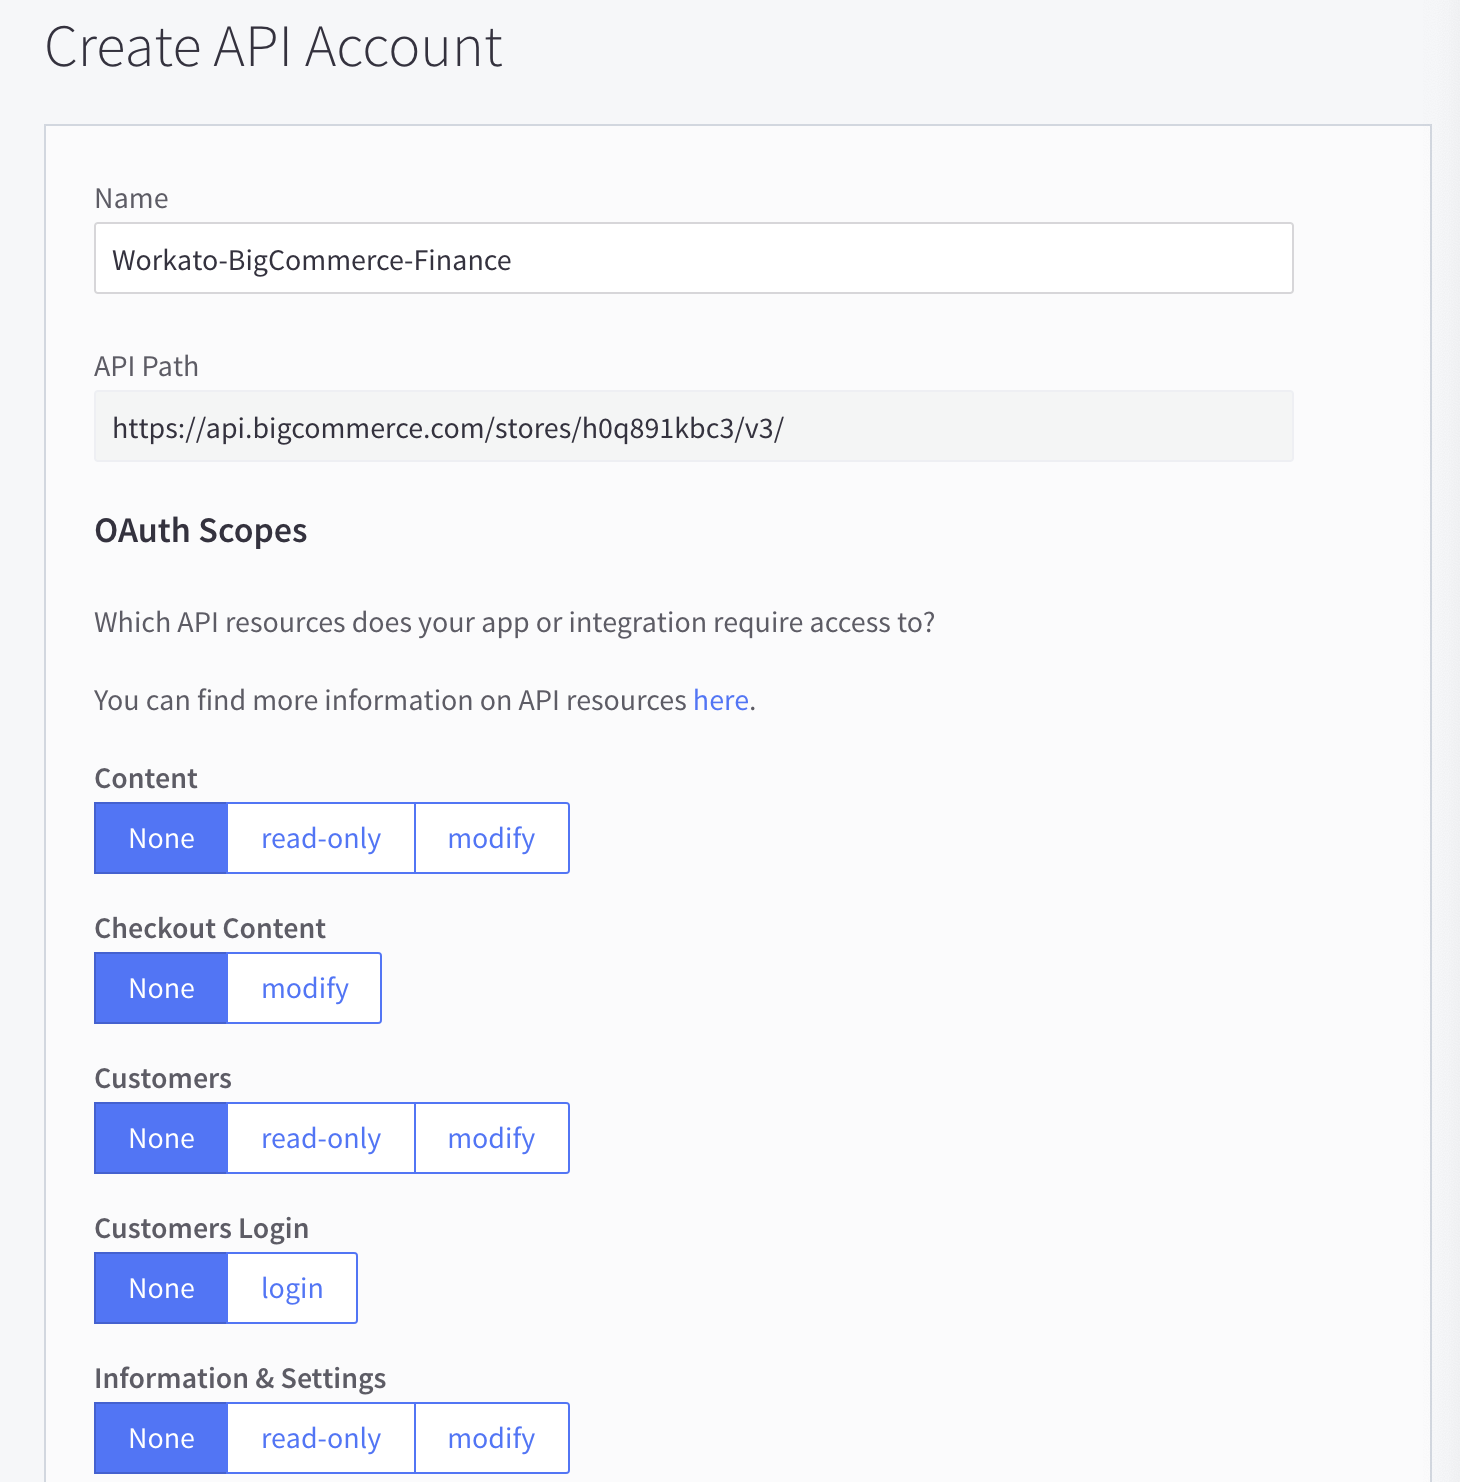 Create API Account
Name
Workato-BigCommerce-Finance
API Path
https://api.bigcommerce.com/stores/h0q891kbc3/v3/
OAuth Scopes
Which API resources does your app or integration require access to?
You can find more information on API resources here.
Content
None read-only modify
Checkout Content
None modify
Customers
None read-only modify
Customers Login
None login
Information & Settings
None read-only modify